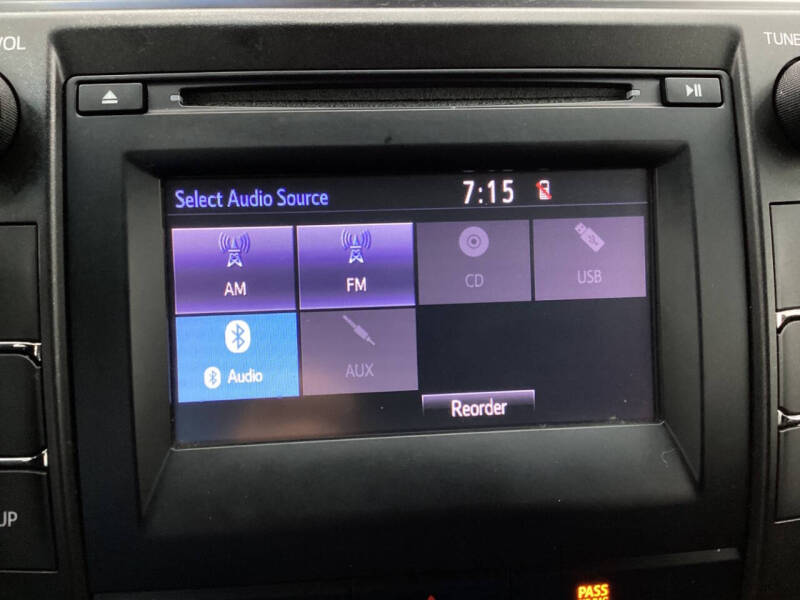 VOL
TUNE
Select Audio Source
7:15
AM
FM
CD
USB
Audio
AUX
Reorder
UP
PASS